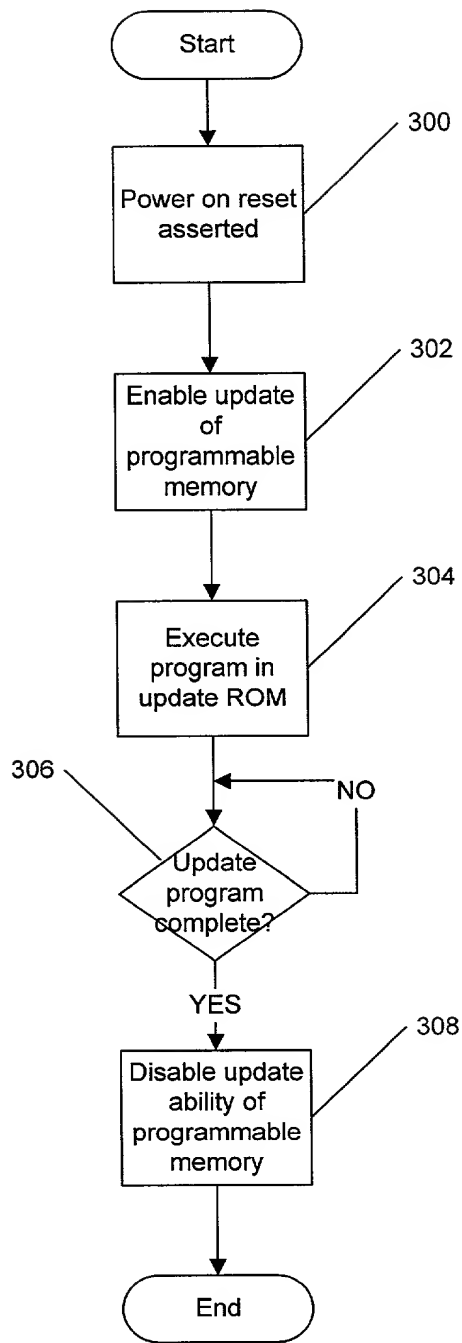 Start
300
Power on reset
asserted
302
Enable update
of
programmable
memory
304
Execute
program in
update ROM
306
NO
Update
program
complete?
YES
308
Disable update
ability of
programmable
memory
End